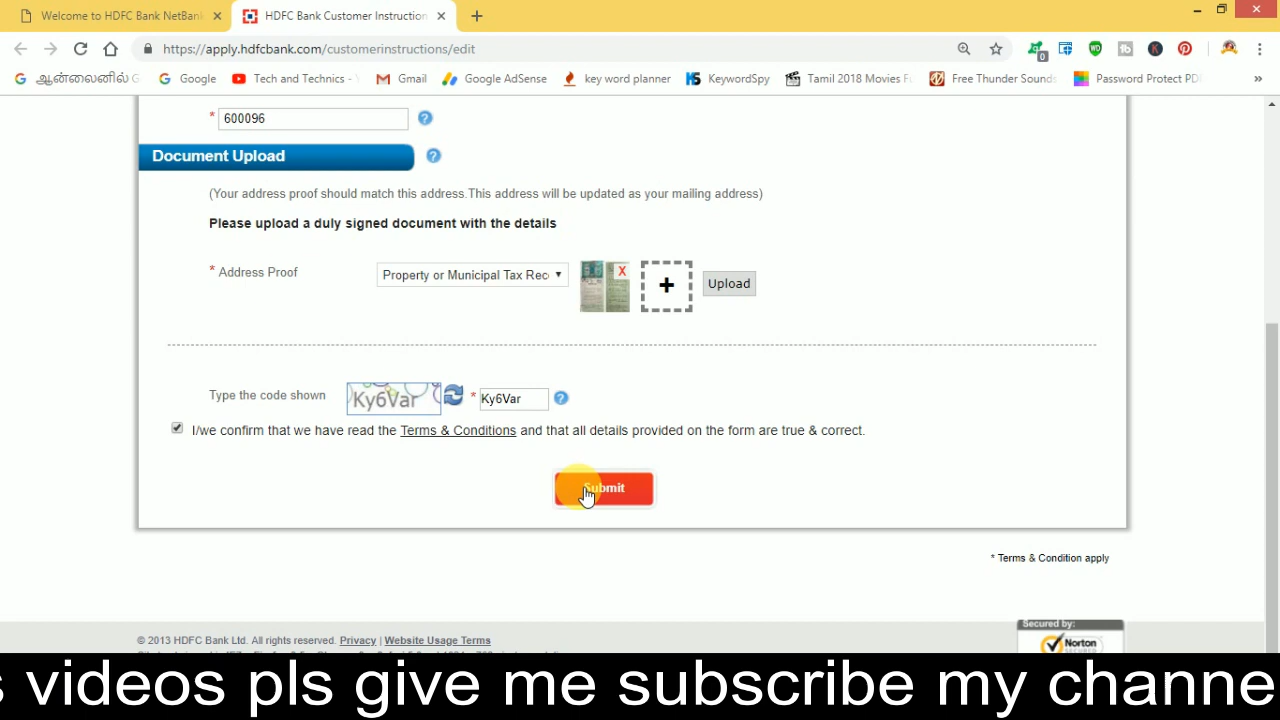 Welcome to HDFC Bank NetBank
HDFC Bank Customer Instruction
https://apply.hdfcbank.com/customerinstructions/edit
0
WD
K
ஆன்லைனில் G
Google
Tech and Technics -
Gmail
Google AdSense
key word planner
KeywordSpy
Tamil 2018 Movies Fu
Free Thunder Sounds
Password Protect PDF
»
* 600096
Document Upload
(Your address proof should match this address.This address will be updated as your mailing address)
Please upload a duly signed document with the details
* Address Proof
Property or Municipal Tax Rec
X
+
Upload
Type the code shown
Ky6Var
* Ky6Var
I/we confirm that we have read the Terms & Conditions and that all details provided on the form are true & correct.
Submit
* Terms & Condition apply
© 2013 HDFC Bank Ltd. All rights reserved. Privacy | Website Usage Terms
Secured by:
Norton
s videos pls give me subscribe my channe